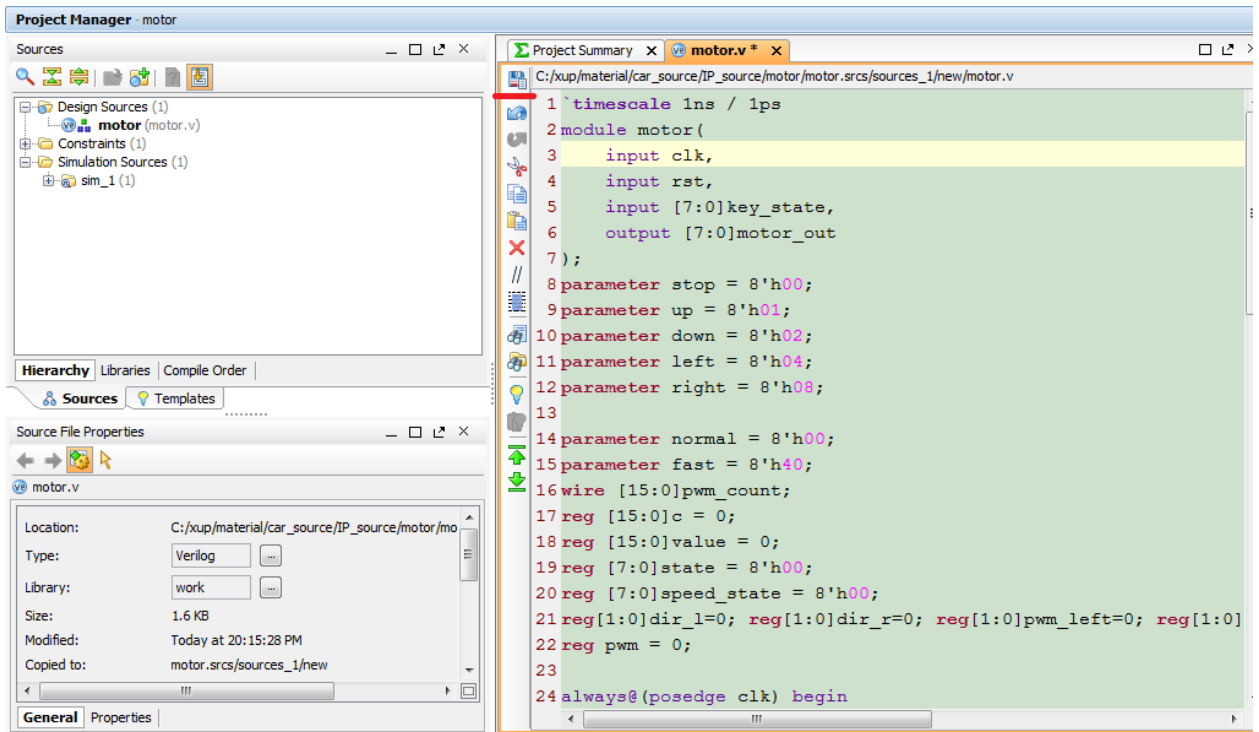 Project Manager - motor
Sources
Design Sources (1)
motor (motor.v)
Constraints (1)
Simulation Sources (1)
sim_1 (1)
Hierarchy Libraries Compile Order
Sources Templates
Source File Properties
motor.v
Location: C:/xup/material/car_source/IP_source/motor/mo
Type: Verilog ...
Library: work ...
Size: 1.6 KB
Modified: Today at 20:15:28 PM
Copied to: motor.srcs/sources_1/new
General Properties
Σ Project Summary x motor.v * x
C:/xup/material/car_source/IP_source/motor/motor.srcs/sources_1/new/motor.v
1 `timescale 1ns / 1ps
2 module motor(
3 input clk,
4 input rst,
5 input [7:0]key_state,
6 output [7:0]motor_out
7 );
8 parameter stop = 8'h00;
9 parameter up = 8'h01;
10 parameter down = 8'h02;
11 parameter left = 8'h04;
12 parameter right = 8'h08;
13
14 parameter normal = 8'h00;
15 parameter fast = 8'h40;
16 wire [15:0]pwm_count;
17 reg [15:0]c = 0;
18 reg [15:0]value = 0;
19 reg [7:0]state = 8'h00;
20 reg [7:0]speed_state = 8'h00;
21 reg[1:0]dir_l=0; reg[1:0]dir_r=0; reg[1:0]pwm_left=0; reg[1:0]
22 reg pwm = 0;
23
24 always@(posedge clk) begin